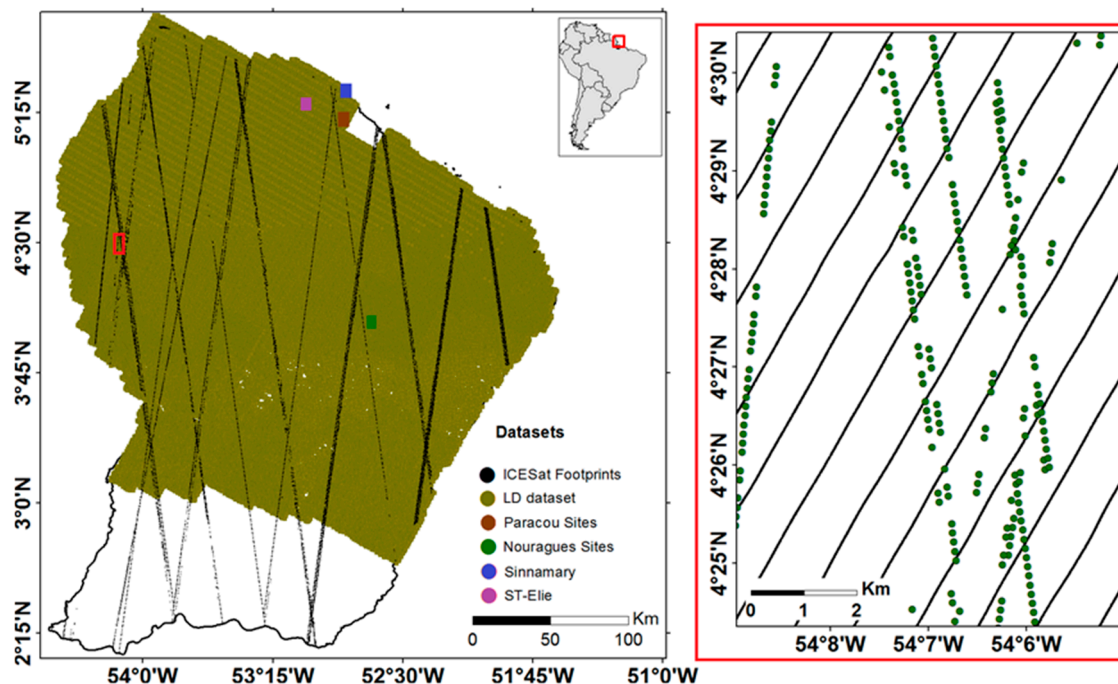 5°15'N
4°30'N
3°45'N
3°0'N
2°15'N
54°0'W
53°15'W
52°30'W
51°45'W
51°0'W
Datasets
ICESat Footprints
LD dataset
Paracou Sites
Nouragues Sites
Sinnamary
ST-Elie
Km
0
50
100
4°30'N
4°29'N
4°28'N
4°27'N
4°26'N
4°25'N
Km
0
1
2
54°8'W
54°7'W
54°6'W